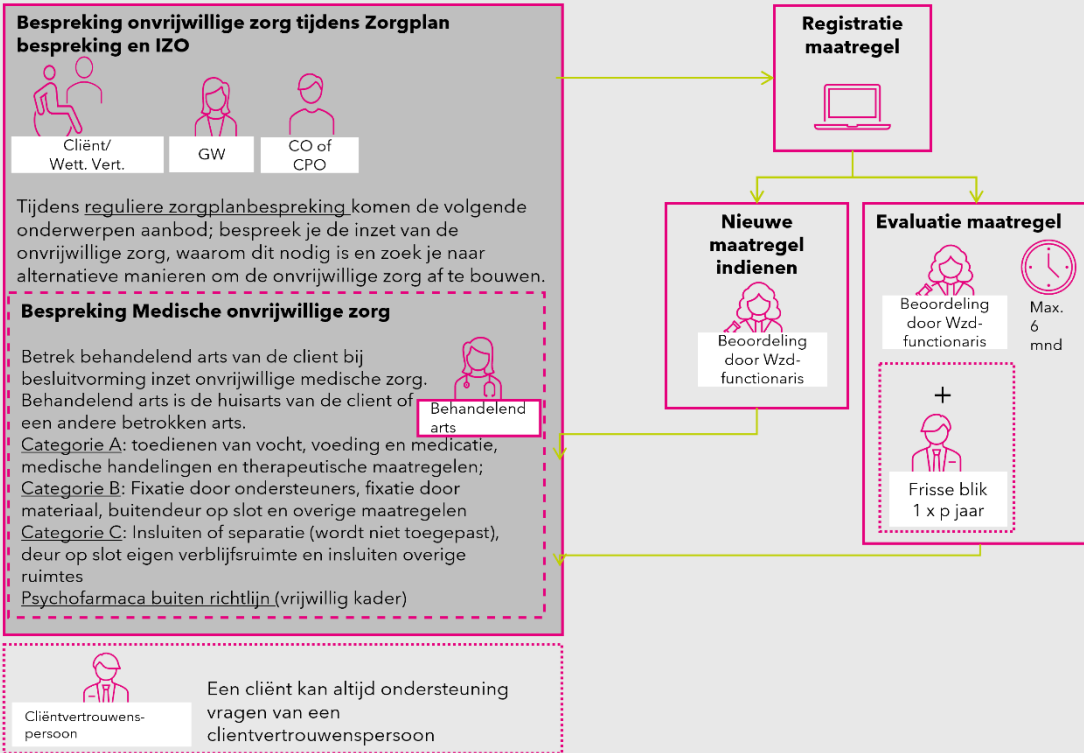 Bespreking onvrijwillige zorg tijdens Zorgplan
bespreking en IZO
Cliënt/
Wett. Vert.
GW
CO of
CPO
Tijdens reguliere zorgplanbespreking komen de volgende
onderwerpen aanbod; bespreek je de inzet van de
onvrijwillige zorg, waarom dit nodig is en zoek je naar
alternatieve manieren om de onvrijwillige zorg af te bouwen.
Bespreking Medische onvrijwillige zorg
Betrek behandelend arts van de client bij
besluitvorming inzet onvrijwillige medische zorg.
Behandelend arts is de huisarts van de client of
een andere betrokken arts.
Behandelend
arts
Categorie A: toedienen van vocht, voeding en medicatie,
medische handelingen en therapeutische maatregelen;
Categorie B: Fixatie door ondersteuners, fixatie door
materiaal, buitendeur op slot en overige maatregelen
Categorie C: Insluiten of separatie (wordt niet toegepast),
deur op slot eigen verblijfsruimte en insluiten overige
ruimtes
Psychofarmaca buiten richtlijn (vrijwillig kader)
Cliëntvertrouwens-
persoon
Een cliënt kan altijd ondersteuning
vragen van een
clientvertrouwenspersoon
Registratie
maatregel
Nieuwe
maatregel
indienen
Beoordeling
door Wzd-
functionaris
Evaluatie maatregel
Beoordeling
door Wzd-
functionaris
Max.
6
mnd
+
Frisse blik
1 x p jaar